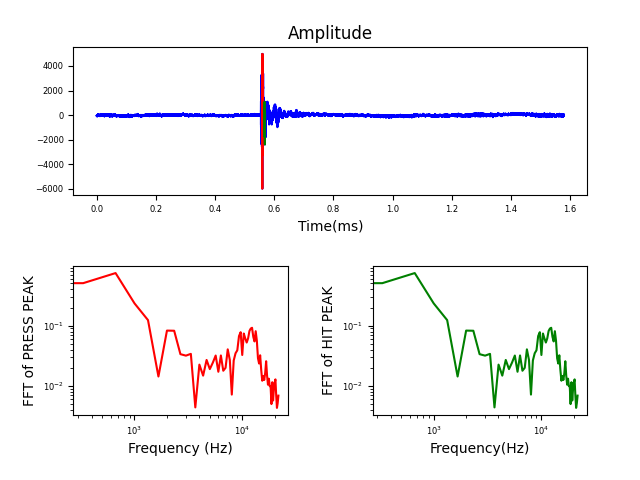 Amplitude
4000
2000
0
−2000
−4000
−6000
0.0 0.2 0.4 0.6 0.8 1.0 1.2 1.4 1.6
Time(ms)
FFT of PRESS PEAK
10⁻¹
10⁻²
10³ 10⁴
Frequency (Hz)
FFT of HIT PEAK
10⁻¹
10⁻²
10³ 10⁴
Frequency(Hz)